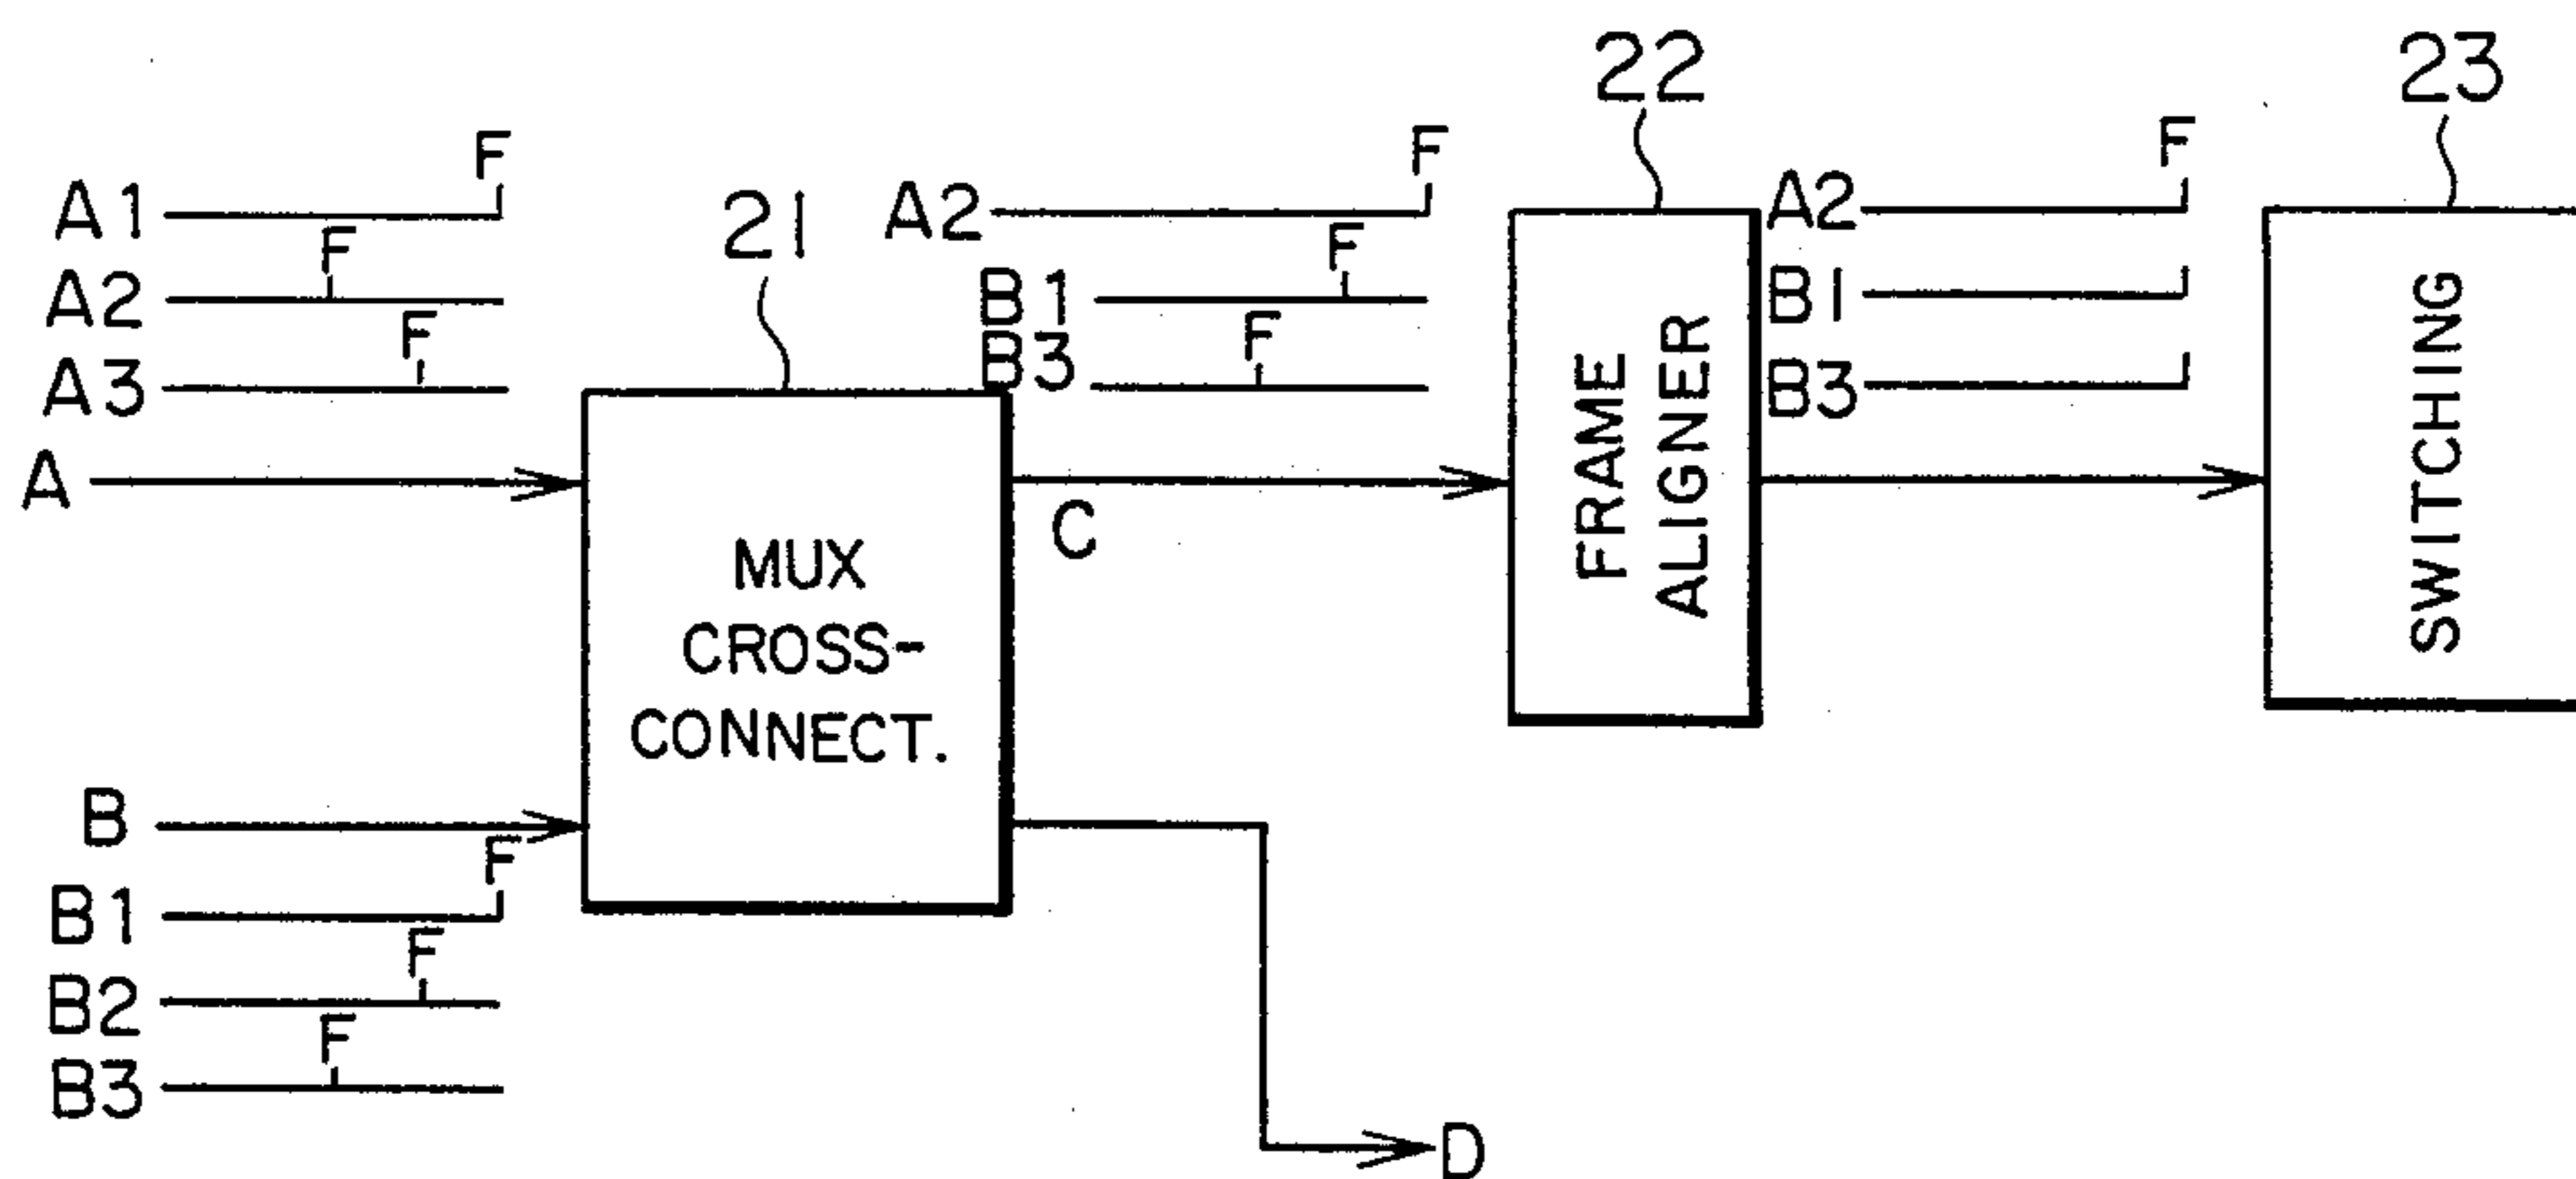 22
23
F
F
F
A1
21
A2
A2
F
F
A2
B1
B1
F
F
B3
B3
A3
A
C
FRAME
ALIGNER
SWITCHING
MUX
CROSS-
CONNECT.
B
F
B1
F
B2
F
B3
D